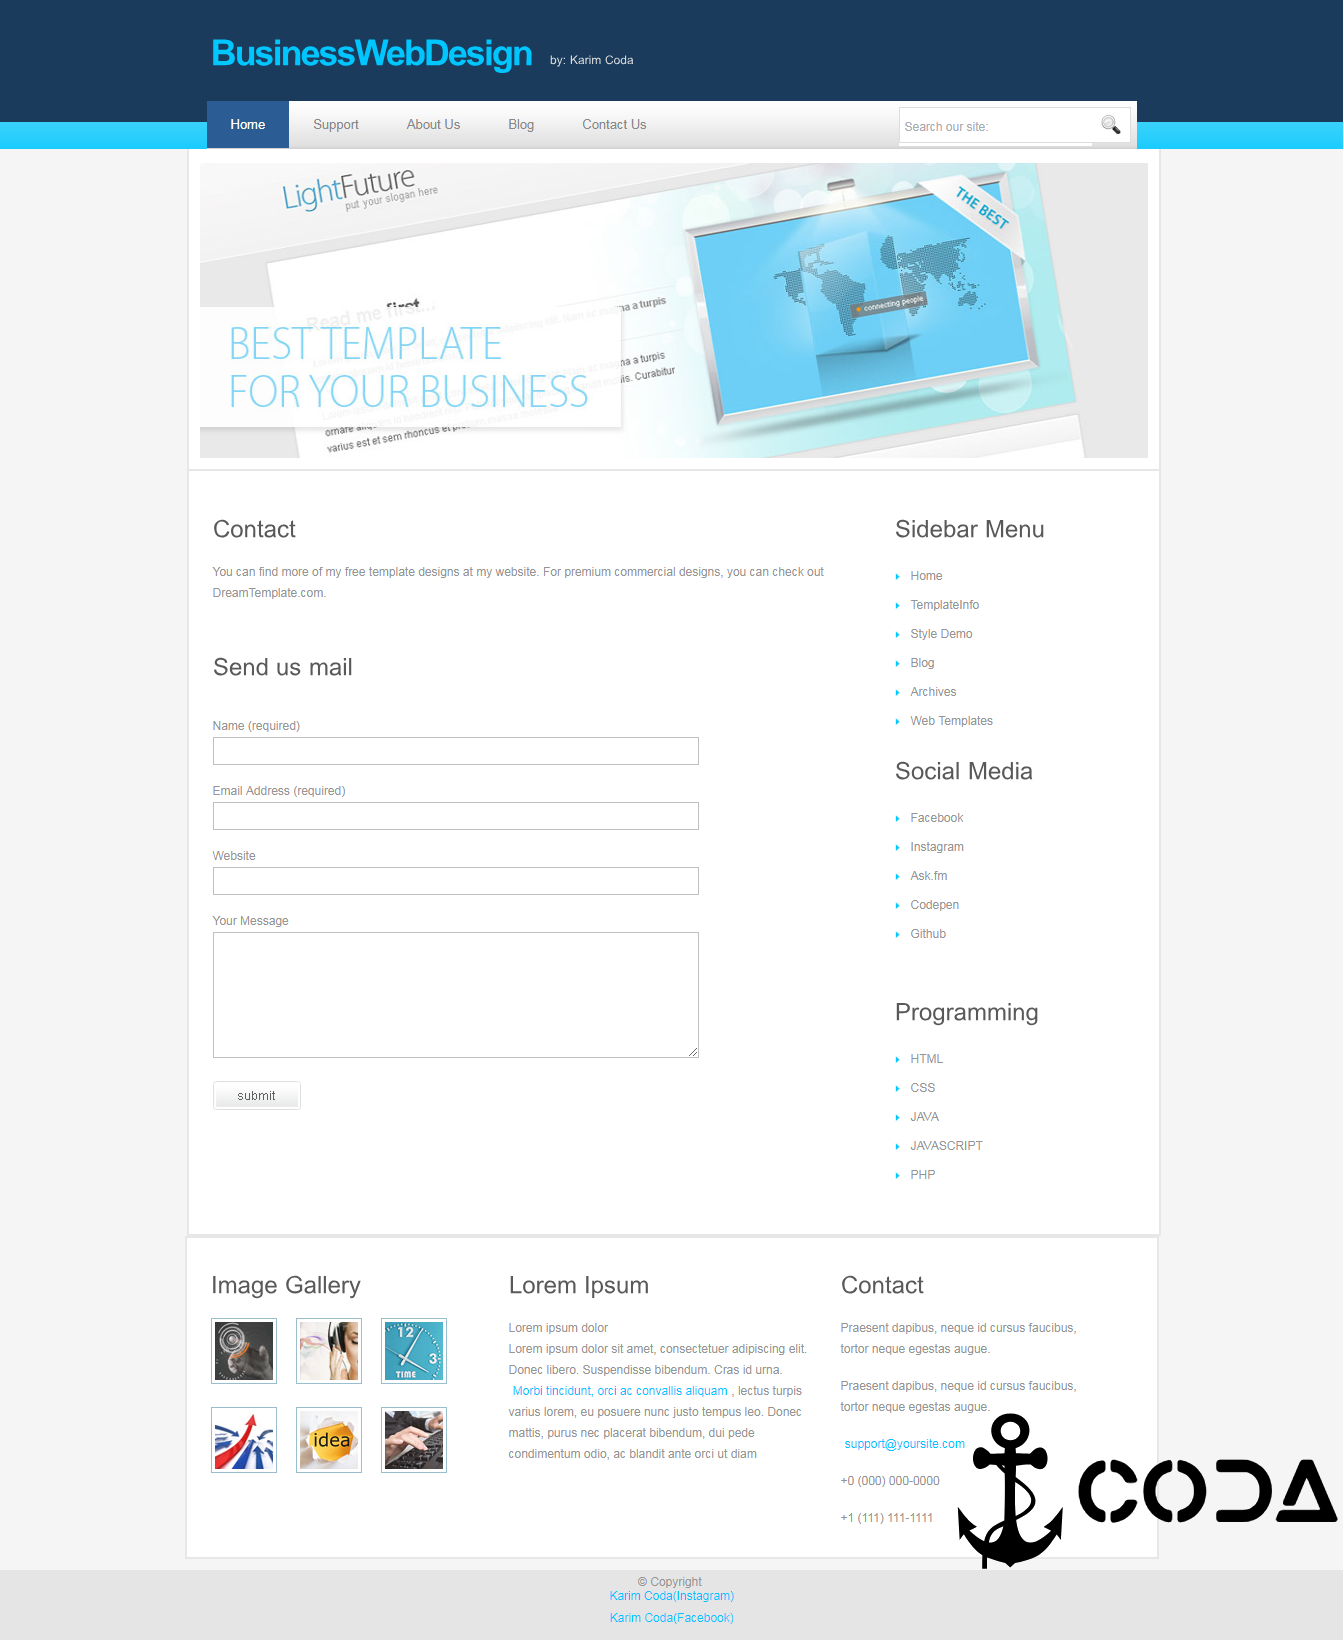 BusinessWebDesign by: Karim Coda
Home Support About Us Blog Contact Us Search our site:
LightFuture
put your slogan here
THE BEST
connecting people
Read me first...
BEST TEMPLATE
FOR YOUR BUSINESS
varius est et sem rhoncus et
Contact
You can find more of my free template designs at my website. For premium commercial designs, you can check out
DreamTemplate.com.
Send us mail
Name (required)
Email Address (required)
Website
Your Message
submit
Sidebar Menu
Home
TemplateInfo
Style Demo
Blog
Archives
Web Templates
Social Media
Facebook
Instagram
Ask.fm
Codepen
Github
Programming
HTML
CSS
JAVA
JAVASCRIPT
PHP
Image Gallery
12
3
TIME
idea
Lorem Ipsum
Lorem ipsum dolor
Lorem ipsum dolor sit amet, consectetuer adipiscing elit.
Donec libero. Suspendisse bibendum. Cras id urna.
Morbi tincidunt, orci ac convallis aliquam , lectus turpis
varius lorem, eu posuere nunc justo tempus leo. Donec
mattis, purus nec placerat bibendum, dui pede
condimentum odio, ac blandit ante orci ut diam
Contact
Praesent dapibus, neque id cursus faucibus,
tortor neque egestas augue.
Praesent dapibus, neque id cursus faucibus,
tortor neque egestas augue.
support@yoursite.com
+0 (000) 000-0000
+1 (111) 111-1111
CODA
© Copyright
Karim Coda(Instagram)
Karim Coda(Facebook)